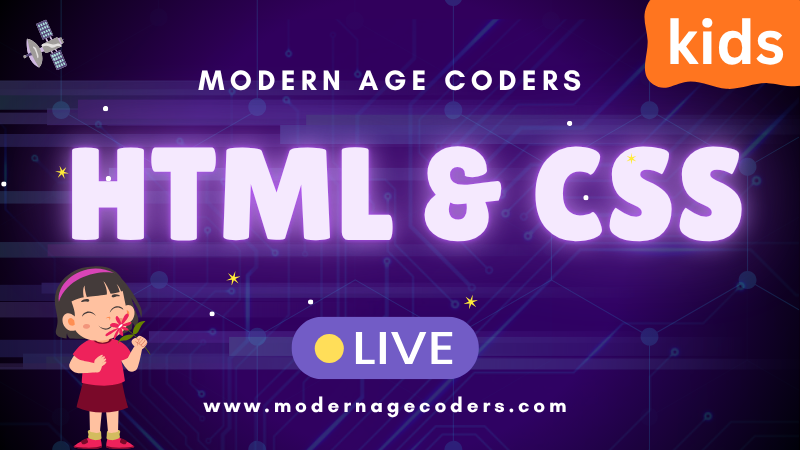 kids
MODERN AGE CODERS
HTML & CSS
LIVE
www.modernagecoders.com